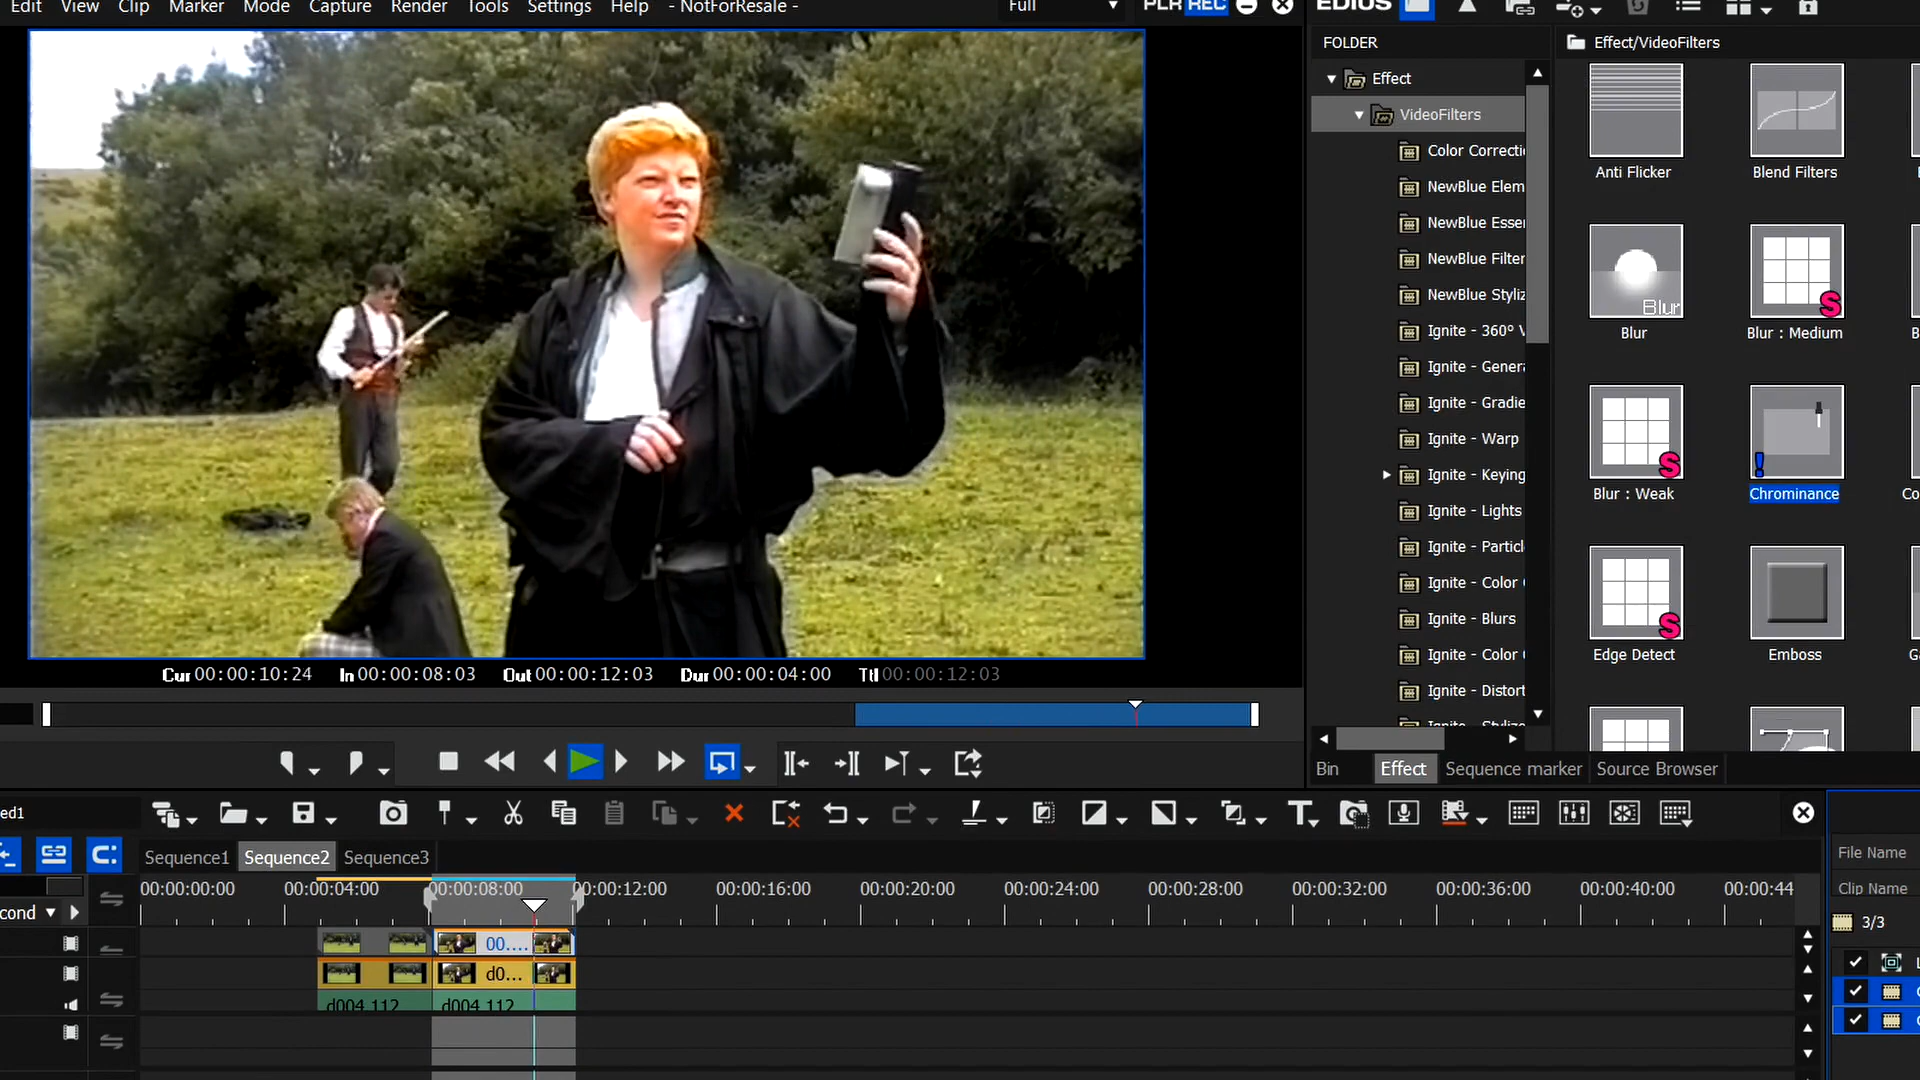 Edit View Clip Marker Mode Capture Render Tools Settings Help - NotForResale - Full PLR REC
EDIUS
FOLDER
Effect
VideoFilters
Color Correcti
NewBlue Elem
NewBlue Esse
NewBlue Filter
NewBlue Styliz
Ignite - 360º V
Ignite - Genera
Ignite - Gradie
Ignite - Warp
Ignite - Keying
Ignite - Lights
Ignite - Particl
Ignite - Color
Ignite - Blurs
Ignite - Color
Ignite - Distort
Effect/VideoFilters
Anti Flicker
Blend Filters
Blur
S
Blur
Blur : Medium
S
!
Blur : Weak
Chrominance
Co
S
Edge Detect
Emboss
Bin Effect Sequence marker Source Browser
Cur 00:00:10:24 In 00:00:08:03 Out 00:00:12:03 Dur 00:00:04:00 Ttl 00:00:12:03
ed1
T
Sequence1 Sequence2 Sequence3
00:00:00:00 00:00:04:00 00:00:08:00 00:00:12:00 00:00:16:00 00:00:20:00 00:00:24:00 00:00:28:00 00:00:32:00 00:00:36:00 00:00:40:00 00:00:44
cond
00....
d0...
d004 112 d004 112
File Name
Clip Name
3/3